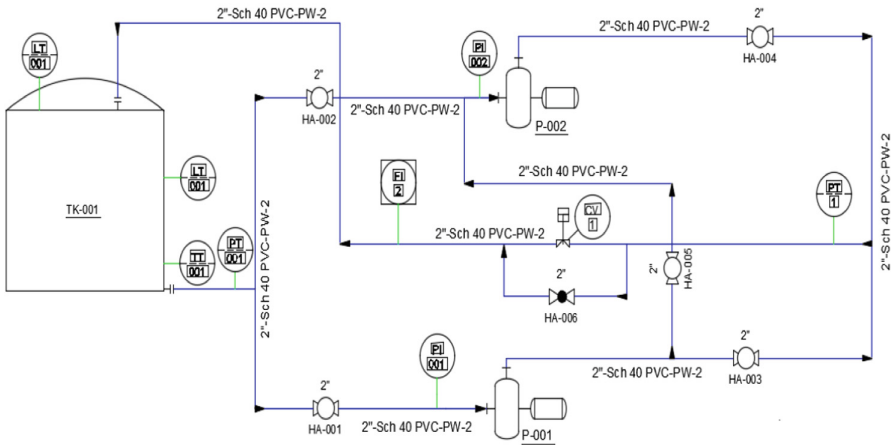 2"-Sch 40 PVC-PW-2
LT
001
PI
002
2"
2"-Sch 40 PVC-PW-2
2"
HA-004
HA-002
2"-Sch 40 PVC-PW-2
P-002
LT
001
TK-001
FI
2
2"-Sch 40 PVC-PW-2
PT
1
CV
1
2"-Sch 40 PVC-PW-2
2"-Sch 40 PVC-PW-2
2"-Sch 40 PVC-PW-2
TT
001
PT
001
2"
HA-005
2"
HA-006
PI
001
2"
HA-003
2"-Sch 40 PVC-PW-2
2"
HA-001
2"-Sch 40 PVC-PW-2
P-001